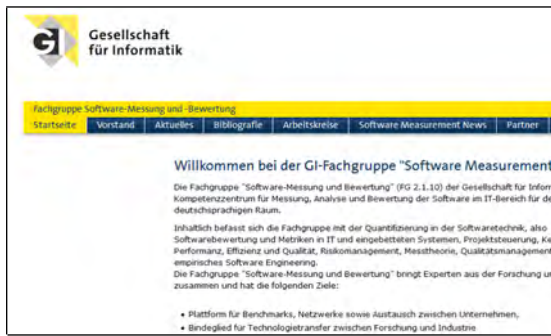 GI
Gesellschaft
für Informatik
Fachgruppe Software-Messung und -Bewertung
Startseite Vorstand Aktuelles Bibliografie Arbeitskreise Software Measurement News Partner
Willkommen bei der GI-Fachgruppe "Software Measurement
Die Fachgruppe "Software-Messung und Bewertung" (FG 2.1.10) der Gesellschaft für Infor
Kompetenzzentrum für Messung, Analyse und Bewertung der Software im IT-Bereich für de
deutschsprachigen Raum.
Inhaltlich befasst sich die Fachgruppe mit der Quantifizierung in der Softwaretechnik, also
Softwarebewertung und Metriken in IT und eingebetteten Systemen, Projektsteuerung, Ke
Performanz, Effizienz und Qualität, Risikomanagement, Messtheorie, Qualitätsmanagement
empirisches Software Engineering.
Die Fachgruppe "Software-Messung und Bewertung" bringt Experten aus der Forschung u
zusammen und hat die folgenden Ziele:
• Plattform für Benchmarks, Netzwerke sowie Austausch zwischen Unternehmen,
• Bindeglied für Technologietransfer zwischen Forschung und Industrie